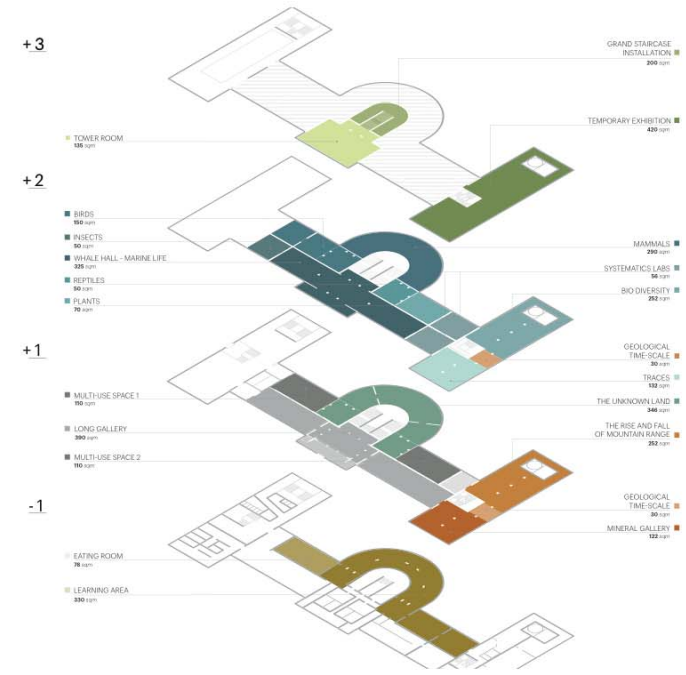 +3
GRAND STAIRCASE
INSTALLATION
200 sqm
TEMPORARY EXHIBITION
420 sqm
TOWER ROOM
135 sqm
+2
BIRDS
150 sqm
INSECTS
50 sqm
WHALE HALL - MARINE LIFE
325 sqm
REPTILES
50 sqm
PLANTS
70 sqm
MAMMALS
290 sqm
SYSTEMATICS LABS
56 sqm
BIO DIVERSITY
252 sqm
GEOLOGICAL
TIME-SCALE
30 sqm
TRACES
132 sqm
+1
MULTI-USE SPACE 1
110 sqm
LONG GALLERY
390 sqm
MULTI-USE SPACE 2
110 sqm
THE UNKNOWN LAND
346 sqm
THE RISE AND FALL
OF MOUNTAIN RANGE
252 sqm
GEOLOGICAL
TIME-SCALE
30 sqm
MINERAL GALLERY
122 sqm
-1
EATING ROOM
78 sqm
LEARNING AREA
330 sqm